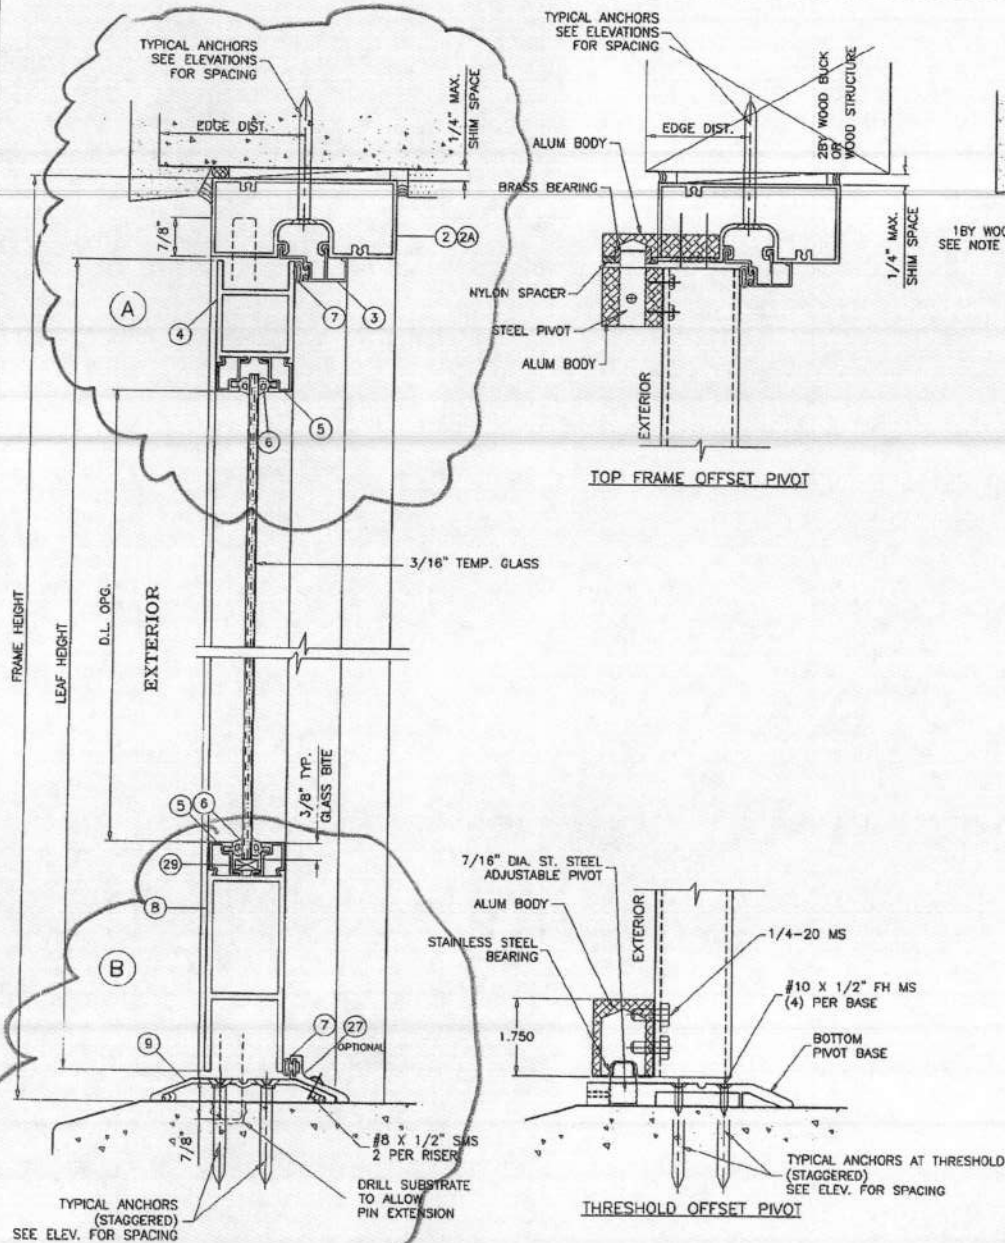 TYPICAL ANCHORS
SEE ELEVATIONS
FOR SPACING
EDGE DIST.
1/4" MAX.
SHIM SPACE
7/8"
2
2A
A
4
7
3
5
6
3/16" TEMP. GLASS
FRAME HEIGHT
LEAF HEIGHT
D.L. OPG.
EXTERIOR
3/8" TYP.
GLASS BITE
5
6
29
8
B
9
7
27
OPTIONAL
7/8"
#8 X 1/2" SMS
2 PER RISER
DRILL SUBSTRATE
TO ALLOW
PIN EXTENSION
TYPICAL ANCHORS
(STAGGERED)
SEE ELEV. FOR SPACING
TYPICAL ANCHORS
SEE ELEVATIONS
FOR SPACING
EDGE DIST.
2BY WOOD BUCK
OR
WOOD STRUCTURE
ALUM BODY
BRASS BEARING
1/4" MAX.
SHIM SPACE
1BY WOO
SEE NOTE
NYLON SPACER
STEEL PIVOT
ALUM BODY
EXTERIOR
TOP FRAME OFFSET PIVOT
7/16" DIA. ST. STEEL
ADJUSTABLE PIVOT
ALUM BODY
STAINLESS STEEL
BEARING
EXTERIOR
1/4-20 MS
#10 X 1/2" FH MS
(4) PER BASE
1.750
BOTTOM
PIVOT BASE
TYPICAL ANCHORS AT THRESHOLD
(STAGGERED)
SEE ELEV. FOR SPACING
THRESHOLD OFFSET PIVOT